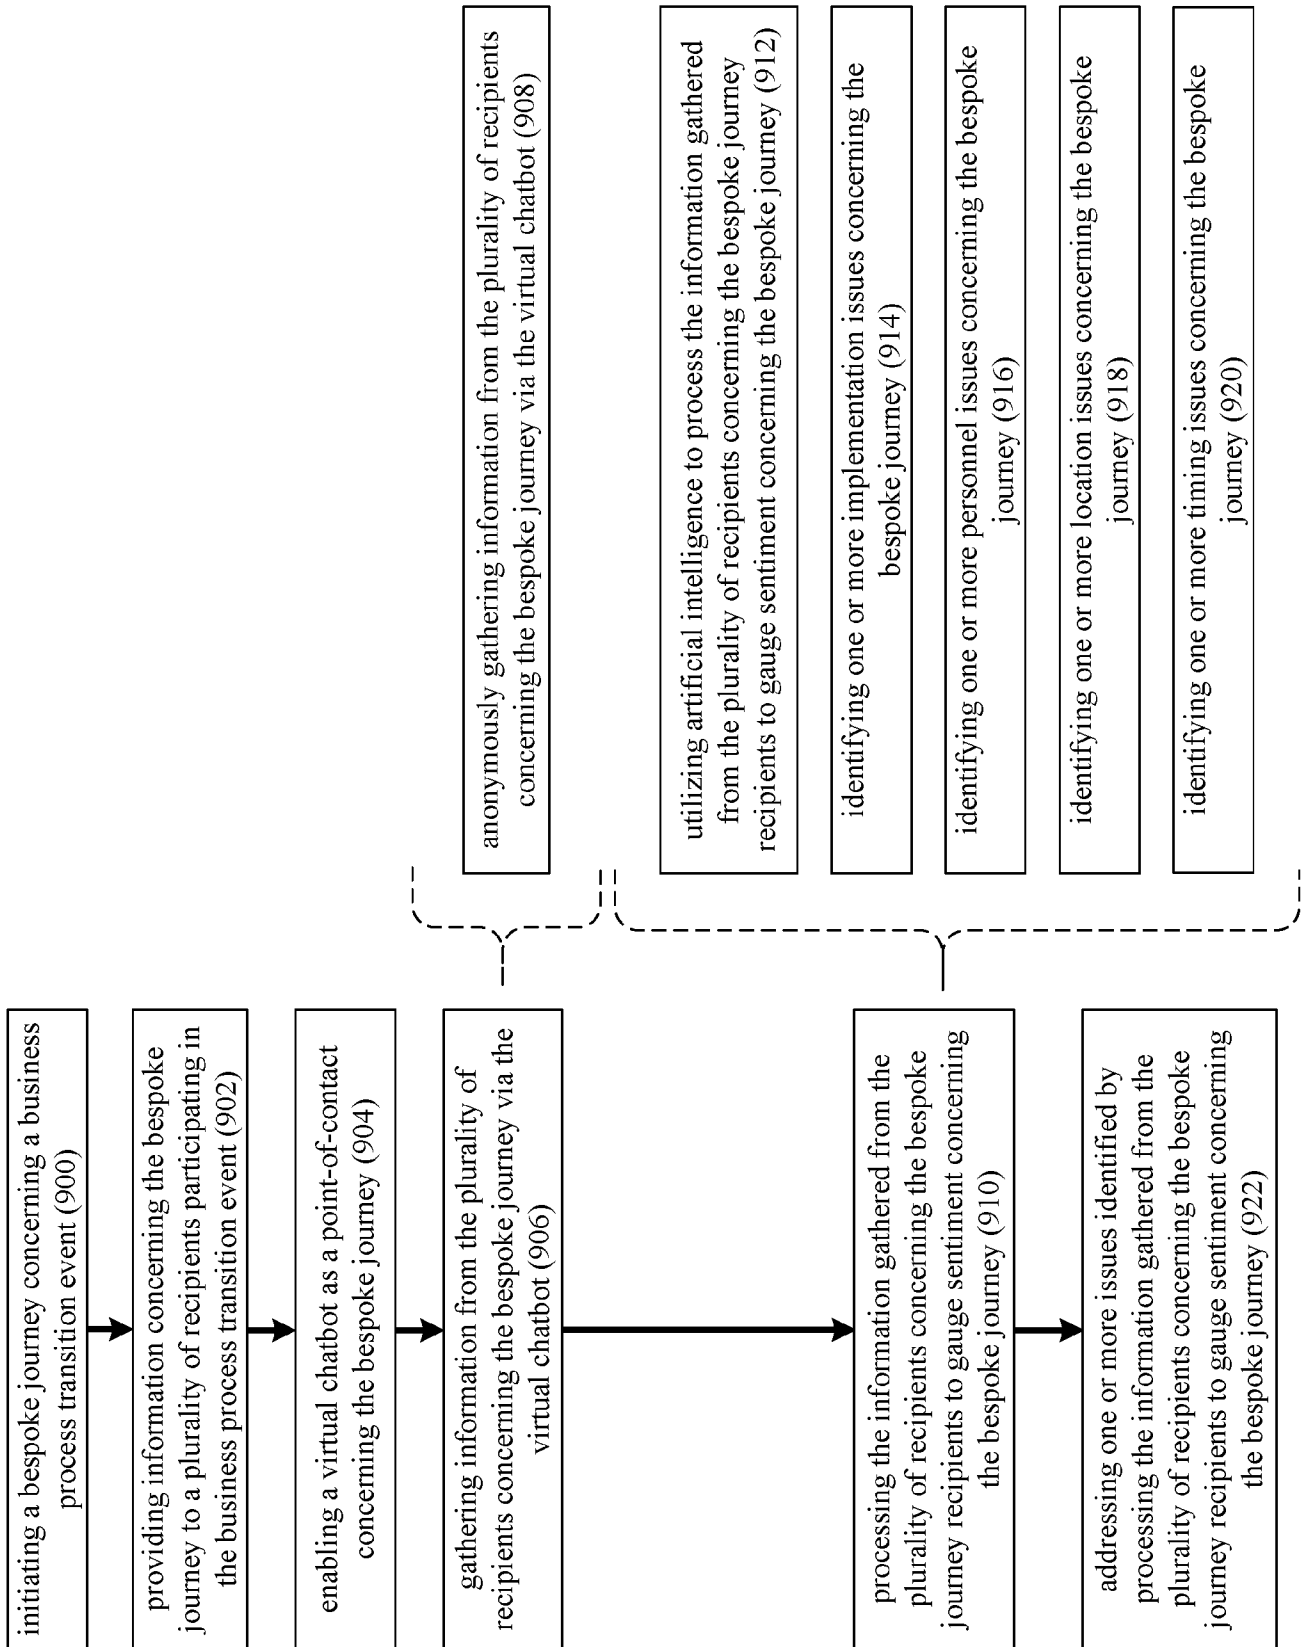 initiating a bespoke journey concerning a business
process transition event (900)
providing information concerning the bespoke
journey to a plurality of recipients participating in
the business process transition event (902)
enabling a virtual chatbot as a point-of-contact
concerning the bespoke journey (904)
gathering information from the plurality of
recipients concerning the bespoke journey via the
virtual chatbot (906)
anonymously gathering information from the plurality of recipients
concerning the bespoke journey via the virtual chatbot (908)
processing the information gathered from the
plurality of recipients concerning the bespoke
journey recipients to gauge sentiment concerning
the bespoke journey (910)
utilizing artificial intelligence to process the information gathered
from the plurality of recipients concerning the bespoke journey
recipients to gauge sentiment concerning the bespoke journey (912)
identifying one or more implementation issues concerning the
bespoke journey (914)
identifying one or more personnel issues concerning the bespoke
journey (916)
identifying one or more location issues concerning the bespoke
journey (918)
identifying one or more timing issues concerning the bespoke
journey (920)
addressing one or more issues identified by
processing the information gathered from the
plurality of recipients concerning the bespoke
journey recipients to gauge sentiment concerning
the bespoke journey (922)